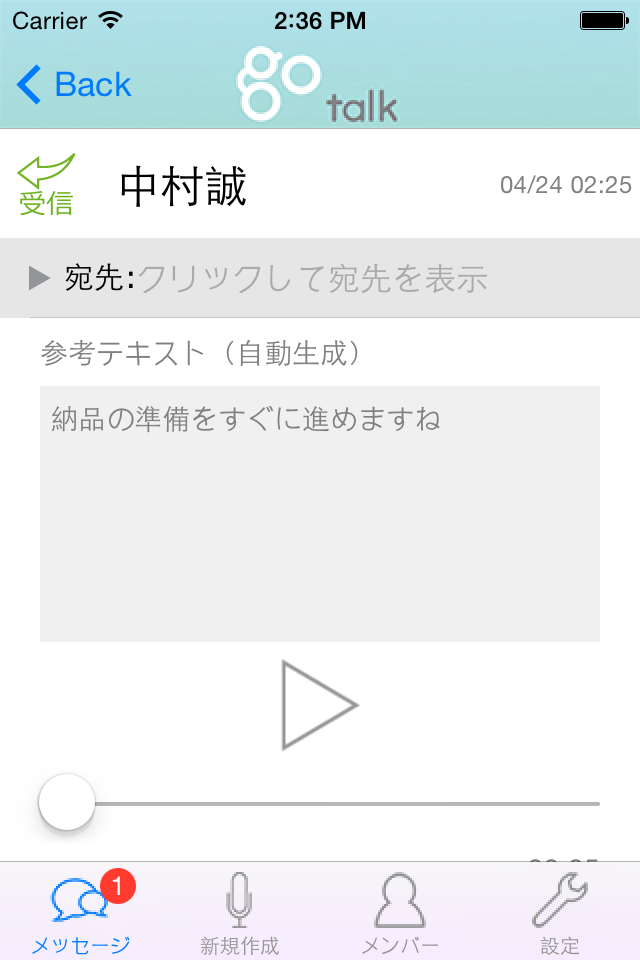 Carrier 2:36 PM
Back
go talk
受信 中村誠 04/24 02:25
宛先:クリックして宛先を表示
参考テキスト（自動生成）
納品の準備をすぐに進めますね
1
メッセージ 新規作成 メンバー 設定